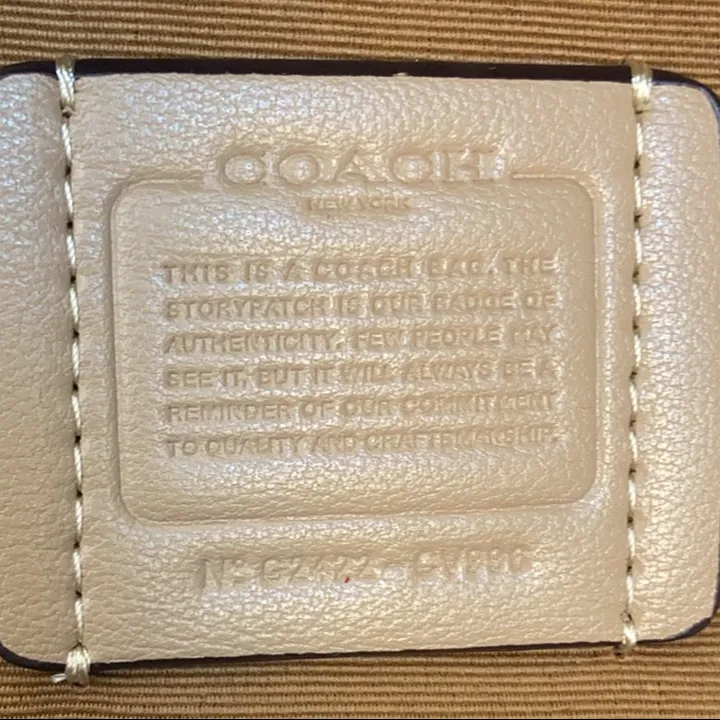 COACH
NEW YORK
THIS IS A COACH BAG. THE
STORYPATCH IS OUR BADGE OF
AUTHENTICITY. FEW PEOPLE MAY
SEE IT, BUT IT WILL ALWAYS BE A
REMINDER OF OUR COMMITMENT
TO QUALITY AND CRAFTSMANSHIP.
Nº